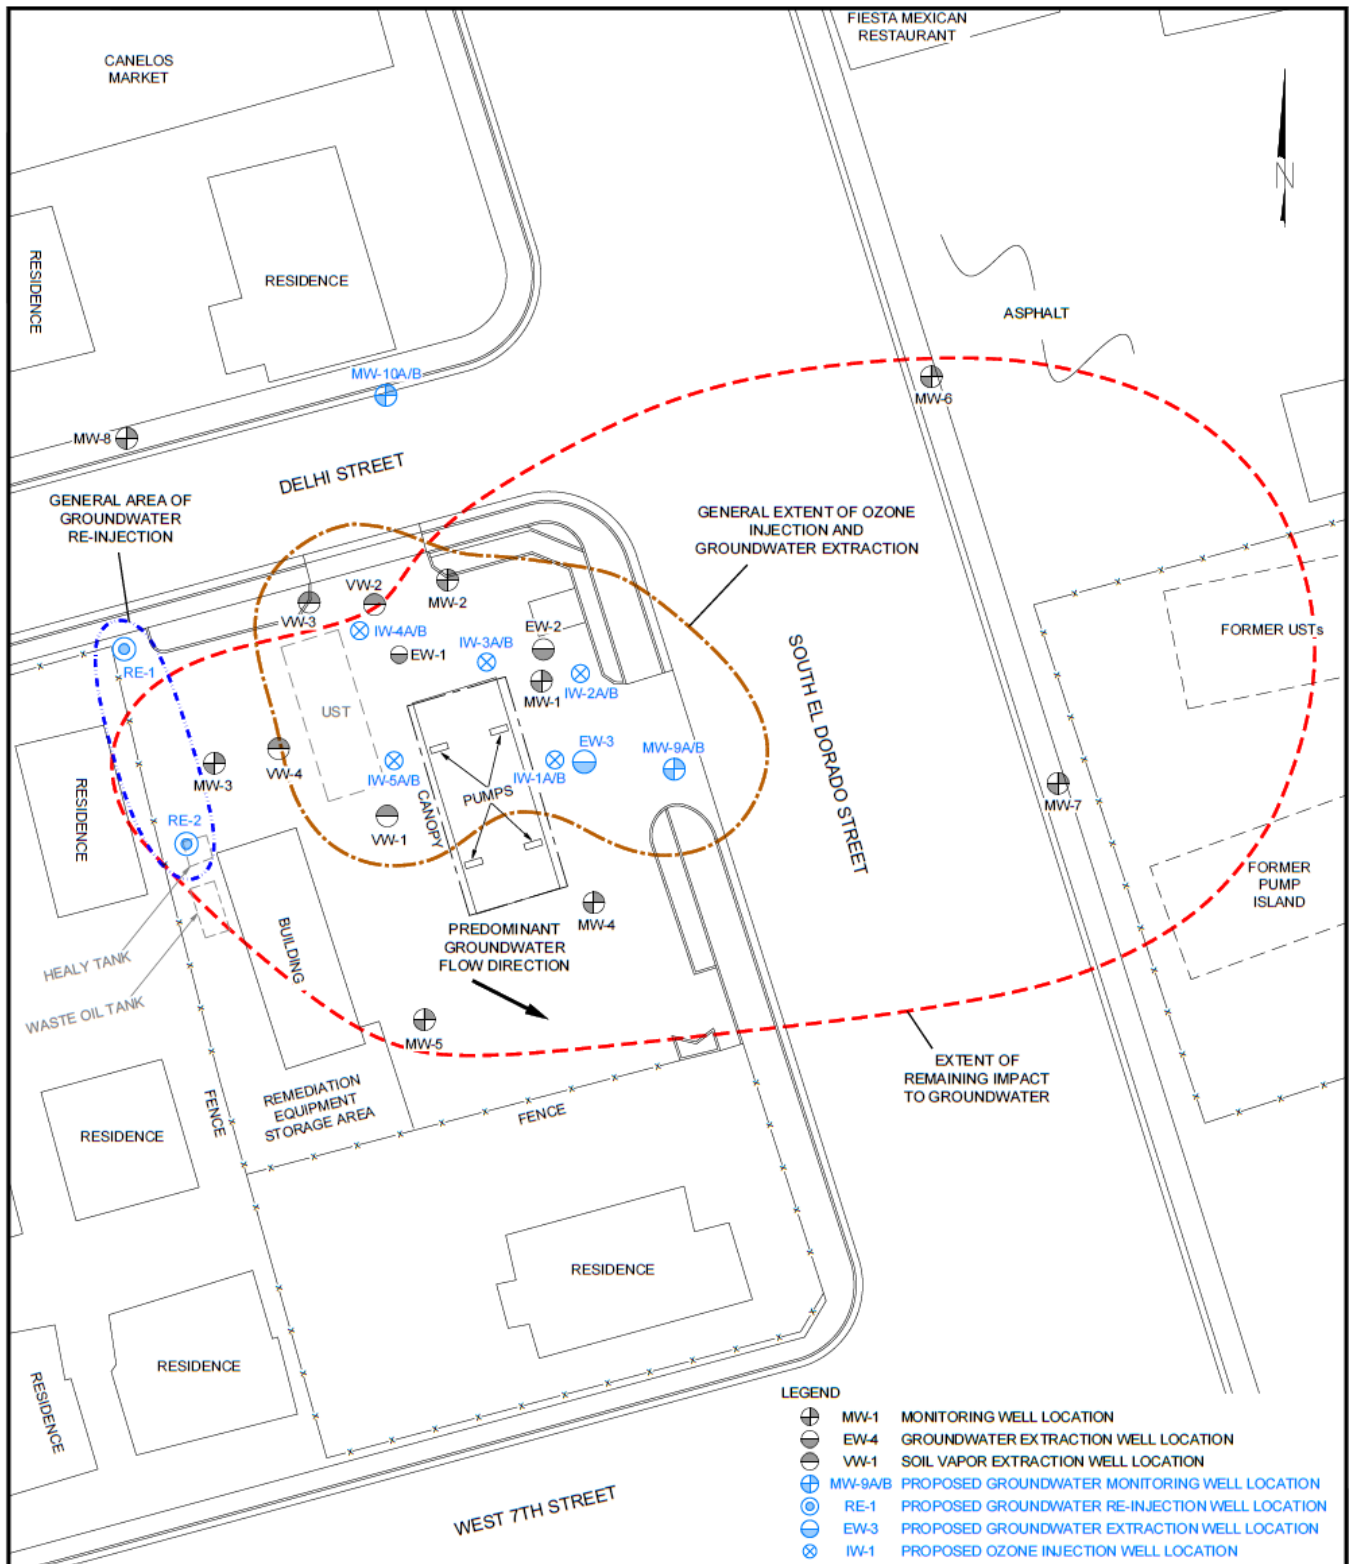 FIESTA MEXICAN
RESTAURANT
CANELOS
MARKET
N
RESIDENCE
RESIDENCE
ASPHALT
MW-10A/B
MW-6
MW-8
DELHI STREET
GENERAL AREA OF
GROUNDWATER
RE-INJECTION
GENERAL EXTENT OF OZONE
INJECTION AND
GROUNDWATER EXTRACTION
VW-2
MW-2
VW-3
IW-4A/B
EW-2
IW-3A/B
EW-1
FORMER USTs
RE-1
MW-1
IW-2A/B
SOUTH EL DORADO STREET
UST
EW-3
MW-9A/B
VW-4
MW-3
IW-5A/B
IW-1A/B
MW-7
PUMPS
CANOPY
RESIDENCE
RE-2
VW-1
FORMER
PUMP
ISLAND
MW-4
BUILDING
PREDOMINANT
GROUNDWATER
FLOW DIRECTION
HEALY TANK
WASTE OIL TANK
MW-5
EXTENT OF
REMAINING IMPACT
TO GROUNDWATER
FENCE
REMEDIATION
EQUIPMENT
STORAGE AREA
FENCE
RESIDENCE
RESIDENCE
RESIDENCE
RESIDENCE
WEST 7TH STREET
LEGEND
MW-1 MONITORING WELL LOCATION
EW-4 GROUNDWATER EXTRACTION WELL LOCATION
VW-1 SOIL VAPOR EXTRACTION WELL LOCATION
MW-9A/B PROPOSED GROUNDWATER MONITORING WELL LOCATION
RE-1 PROPOSED GROUNDWATER RE-INJECTION WELL LOCATION
EW-3 PROPOSED GROUNDWATER EXTRACTION WELL LOCATION
IW-1 PROPOSED OZONE INJECTION WELL LOCATION